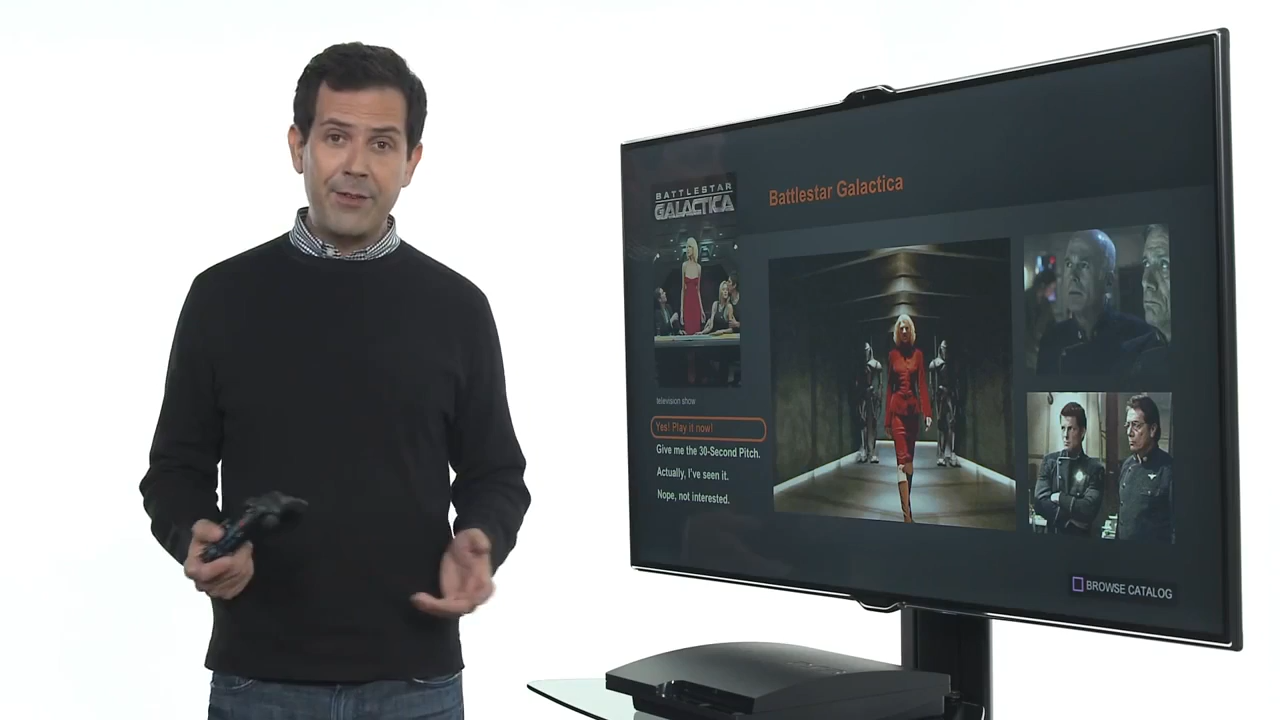 BATTLESTAR
GALACTICA
Battlestar Galactica
television show
Yes! Play it now!
Give me the 30-Second Pitch.
Actually, I've seen it.
Nope, not interested.
BROWSE CATALOG